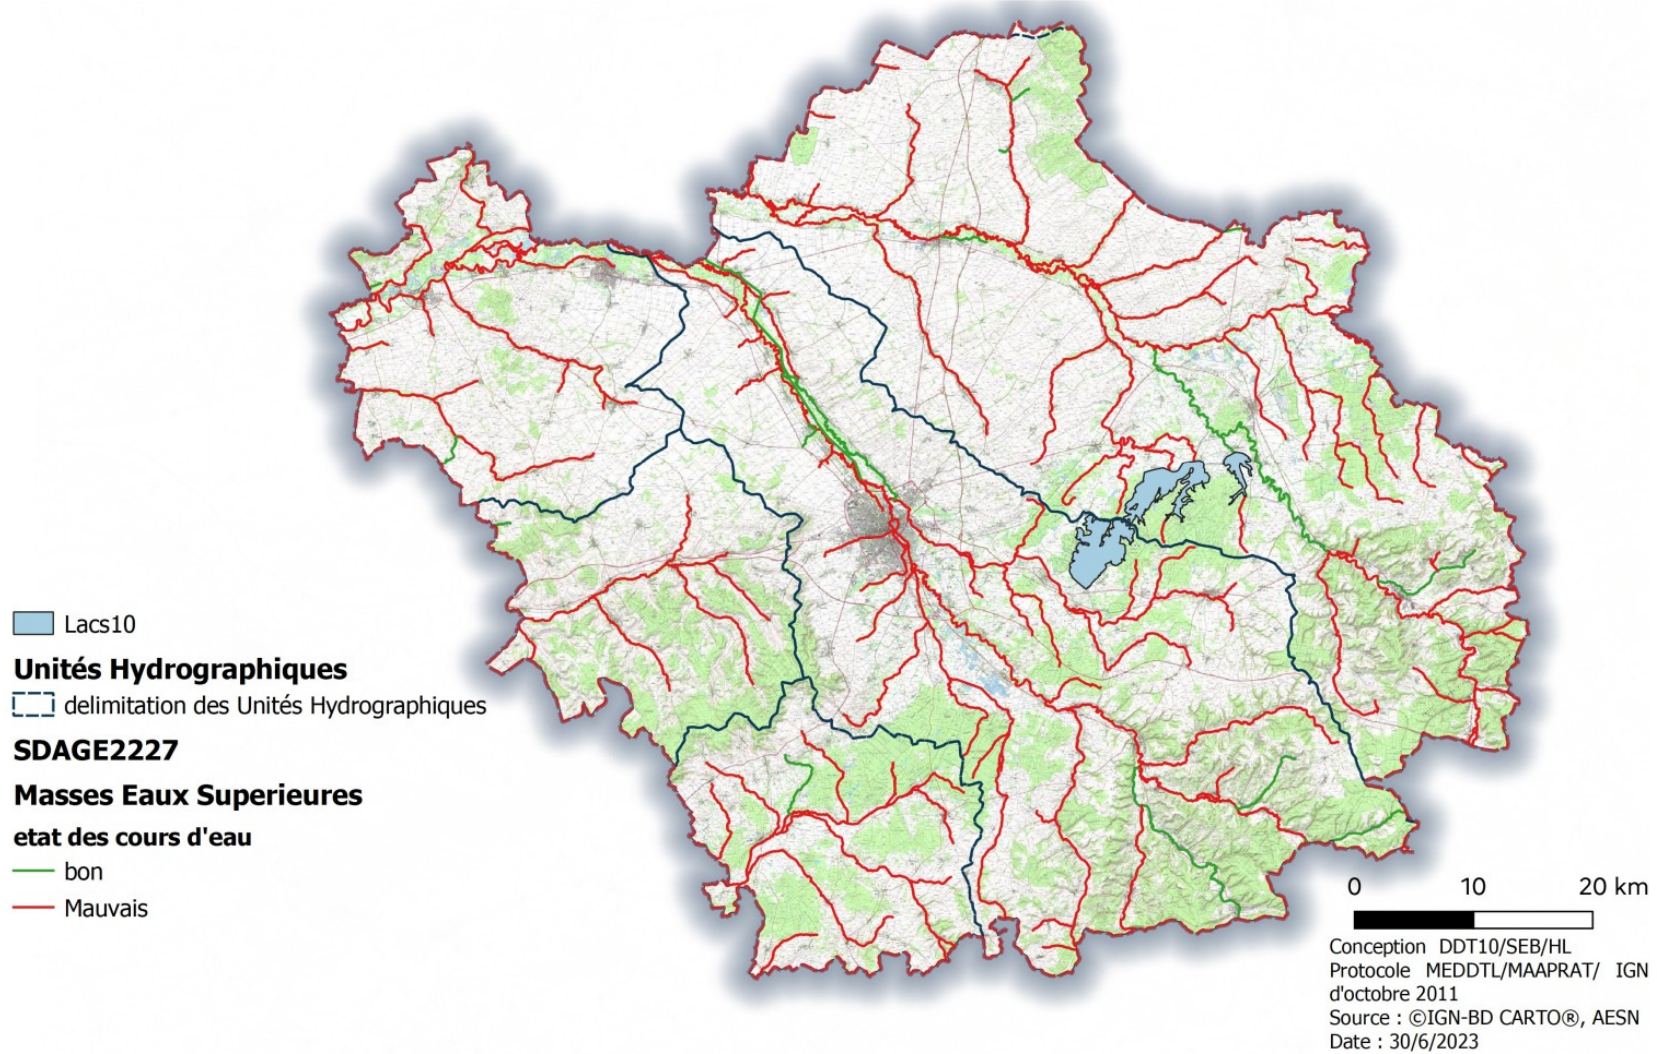 Lacs10
Unités Hydrographiques
delimitation des Unités Hydrographiques
SDAGE2227
Masses Eaux Superieures
etat des cours d'eau
bon
Mauvais
0 10 20 km
Conception DDT10/SEB/HL
Protocole MEDDTL/MAAPRAT/ IGN
d'octobre 2011
Source : ©IGN-BD CARTO®, AESN
Date : 30/6/2023